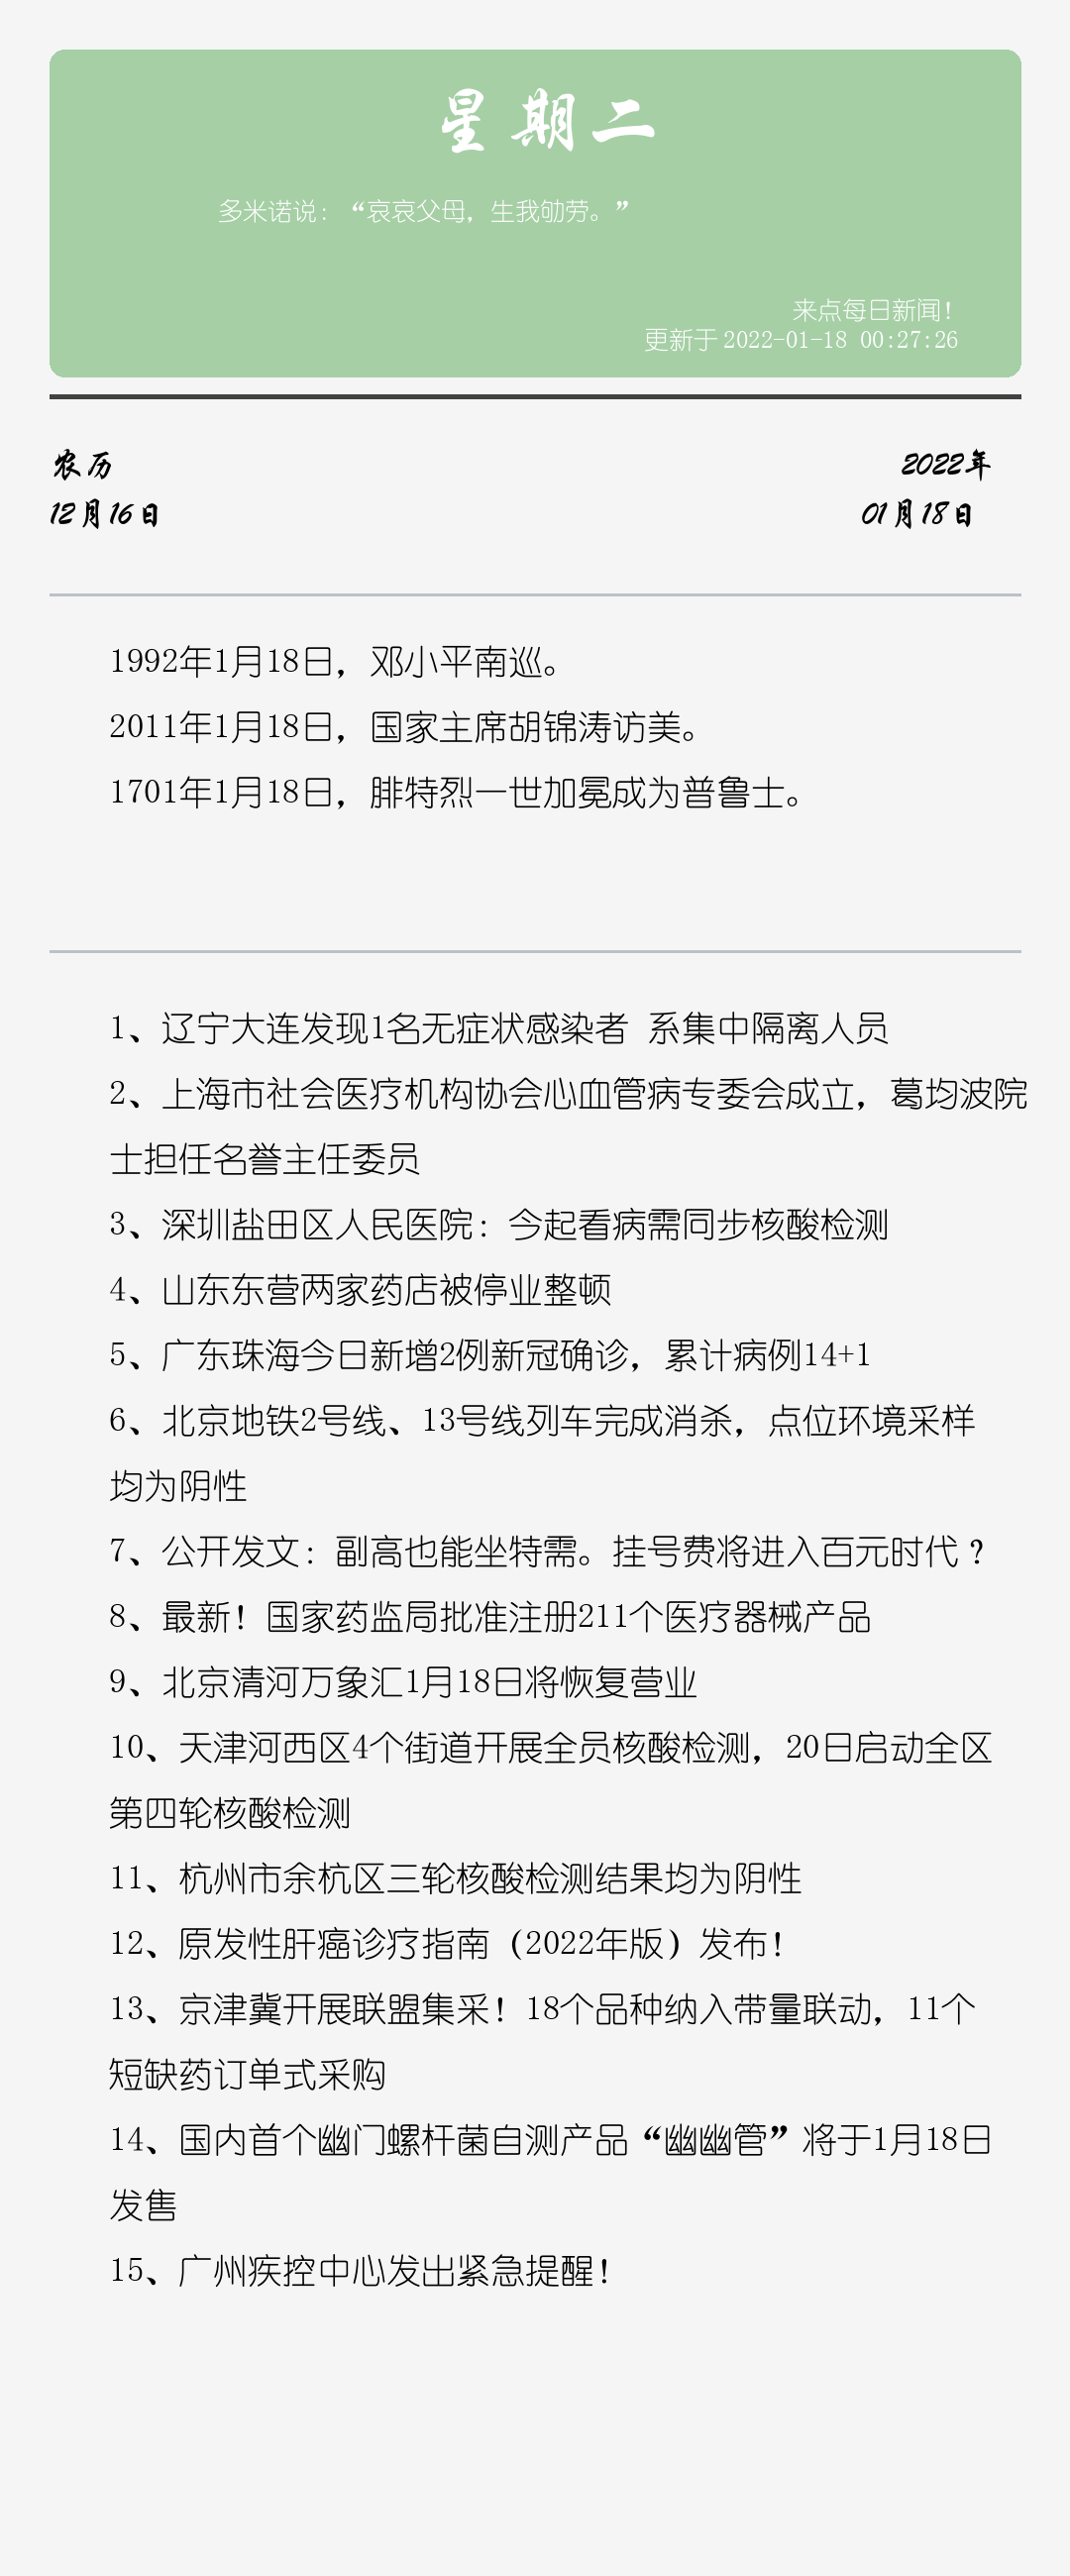 星期二
多米诺说：“哀哀父母，生我劬劳。”
来点每日新闻！
更新于 2022-01-18 00:27:26
农历
12月16日
2022年
01月18日
1992年1月18日，邓小平南巡。
2011年1月18日，国家主席胡锦涛访美。
1701年1月18日，腓特烈一世加冕成为普鲁士。
1、辽宁大连发现1名无症状感染者 系集中隔离人员
2、上海市社会医疗机构协会心血管病专委会成立，葛均波院
士担任名誉主任委员
3、深圳盐田区人民医院：今起看病需同步核酸检测
4、山东东营两家药店被停业整顿
5、广东珠海今日新增2例新冠确诊，累计病例14+1
6、北京地铁2号线、13号线列车完成消杀，点位环境采样
均为阴性
7、公开发文：副高也能坐特需。挂号费将进入百元时代？
8、最新！国家药监局批准注册211个医疗器械产品
9、北京清河万象汇1月18日将恢复营业
10、天津河西区4个街道开展全员核酸检测，20日启动全区
第四轮核酸检测
11、杭州市余杭区三轮核酸检测结果均为阴性
12、原发性肝癌诊疗指南（2022年版）发布！
13、京津冀开展联盟集采！18个品种纳入带量联动，11个
短缺药订单式采购
14、国内首个幽门螺杆菌自测产品“幽幽管”将于1月18日
发售
15、广州疾控中心发出紧急提醒！